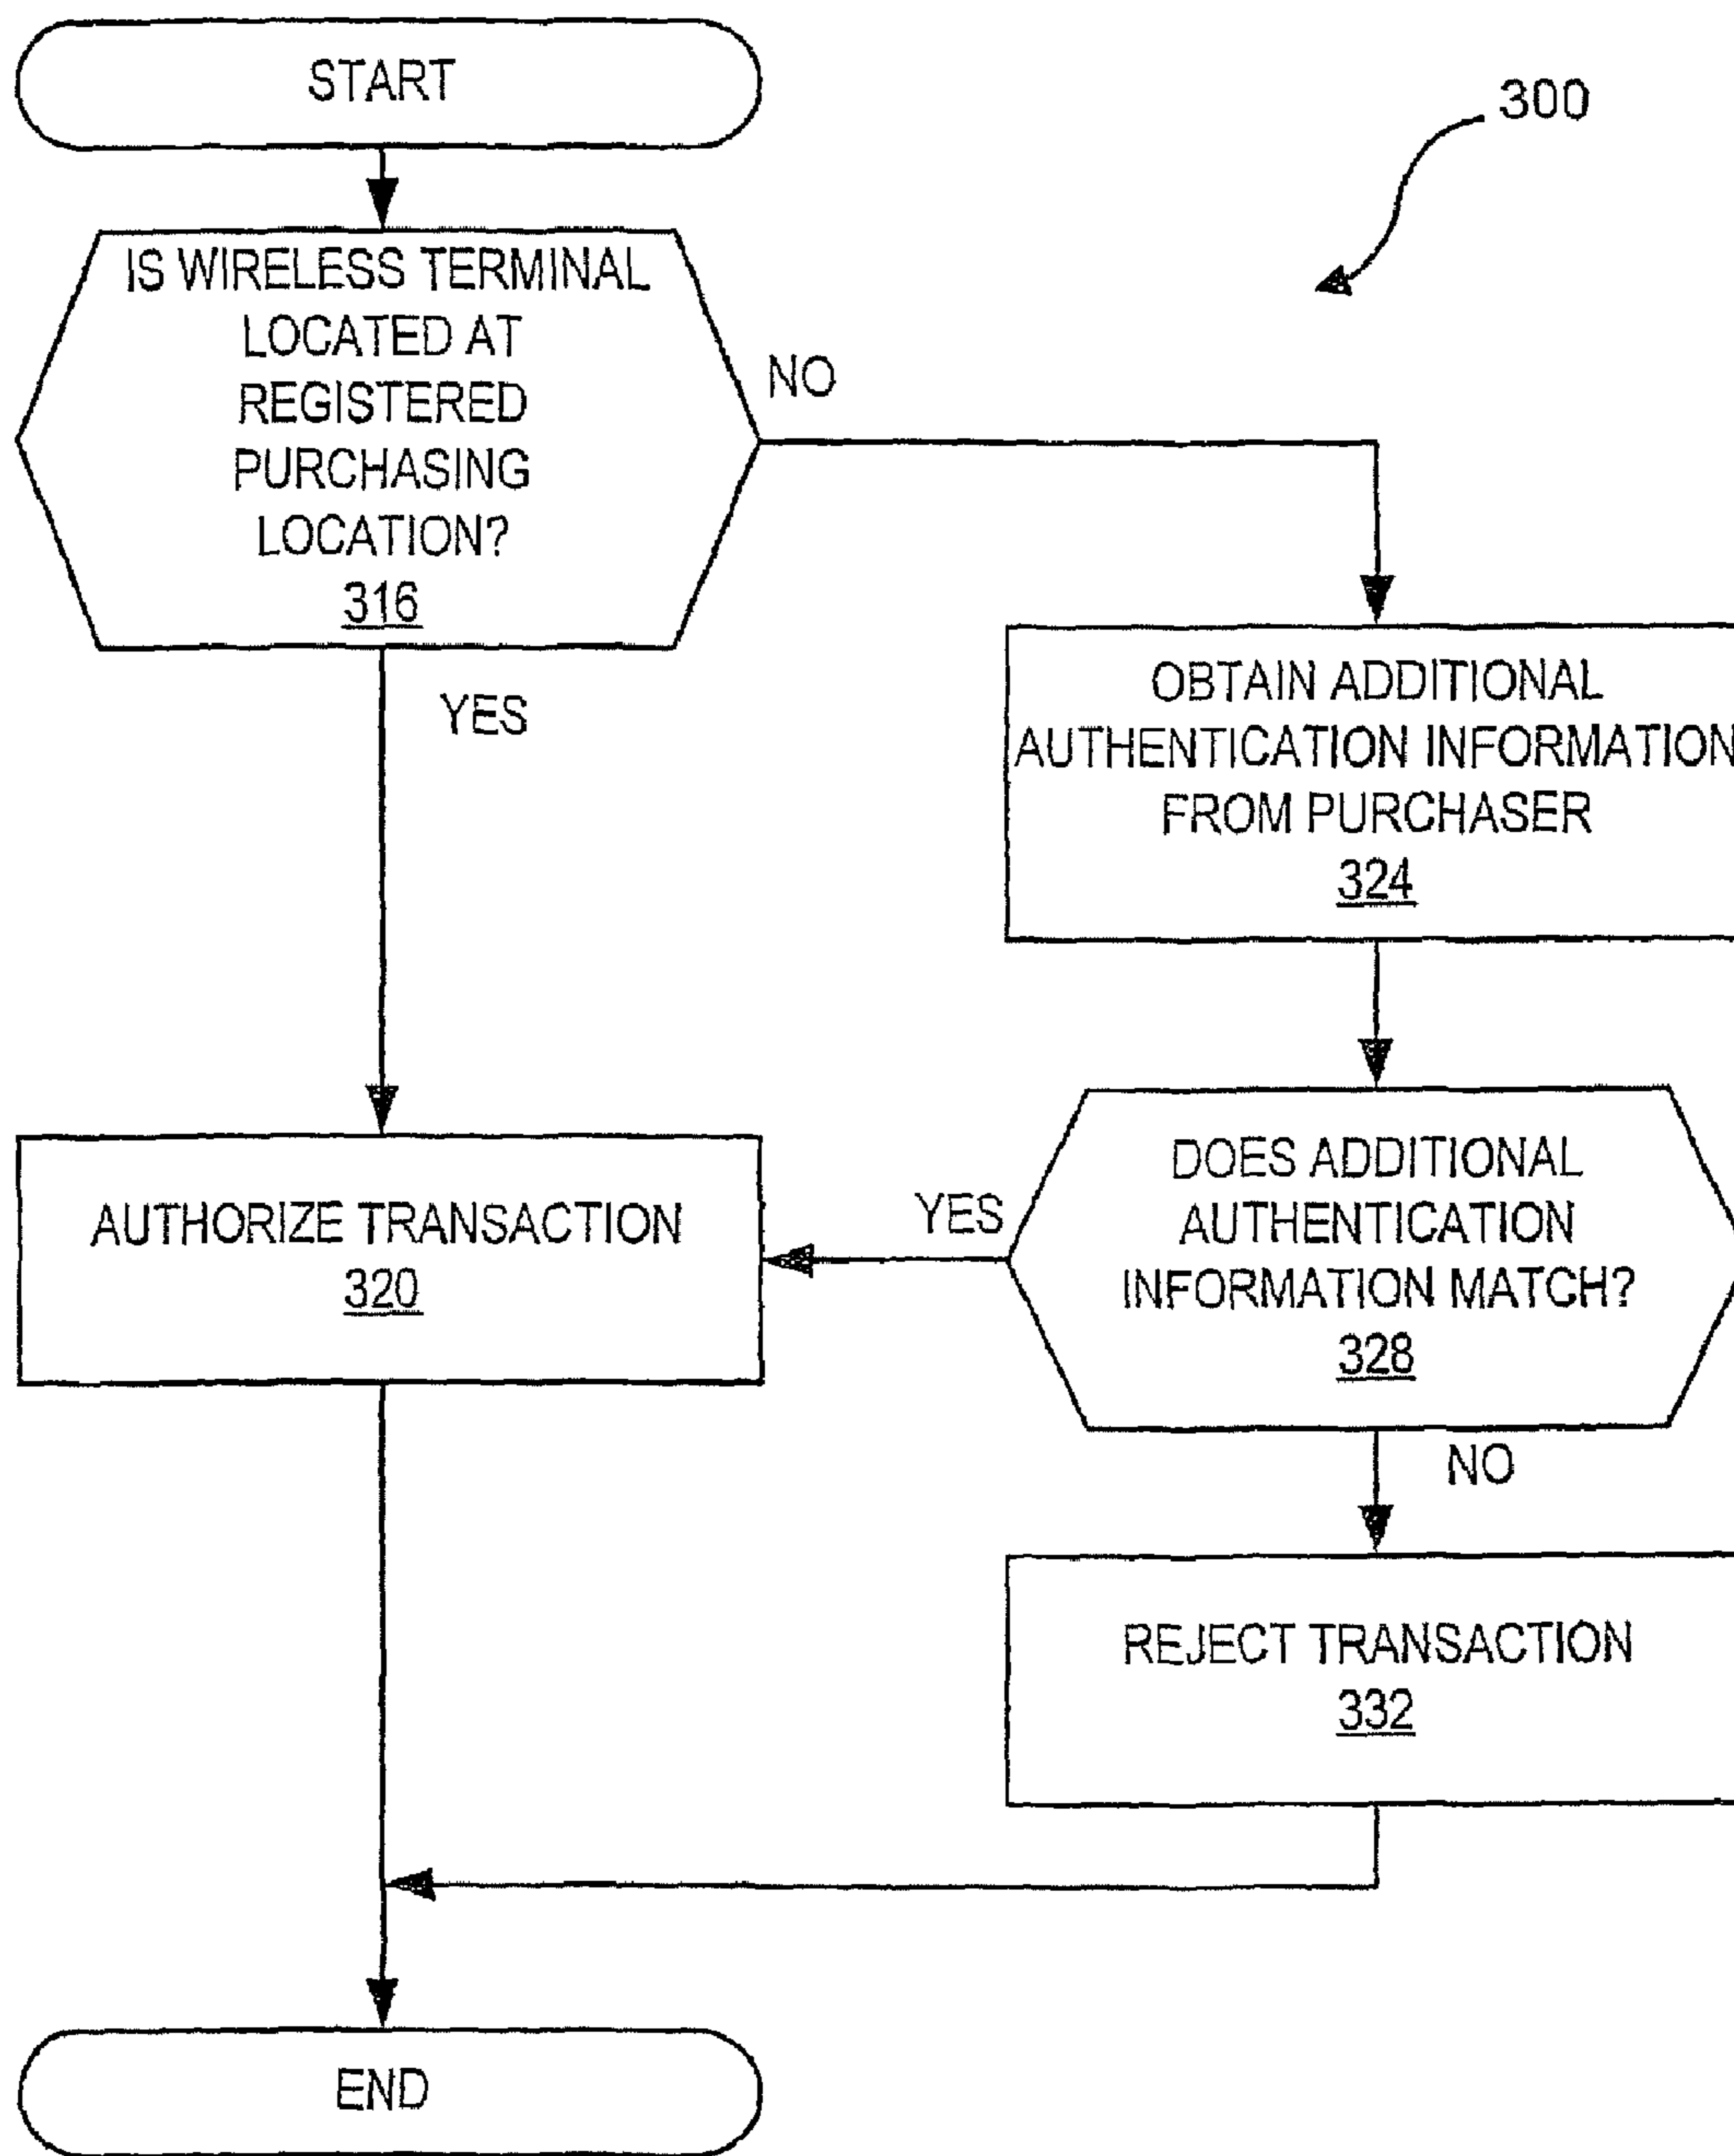 START
300
IS WIRELESS TERMINAL
LOCATED AT
REGISTERED
PURCHASING
LOCATION?
316
NO
YES
OBTAIN ADDITIONAL
AUTHENTICATION INFORMATION
FROM PURCHASER
324
DOES ADDITIONAL
AUTHENTICATION
INFORMATION MATCH?
328
YES
AUTHORIZE TRANSACTION
320
NO
REJECT TRANSACTION
332
END